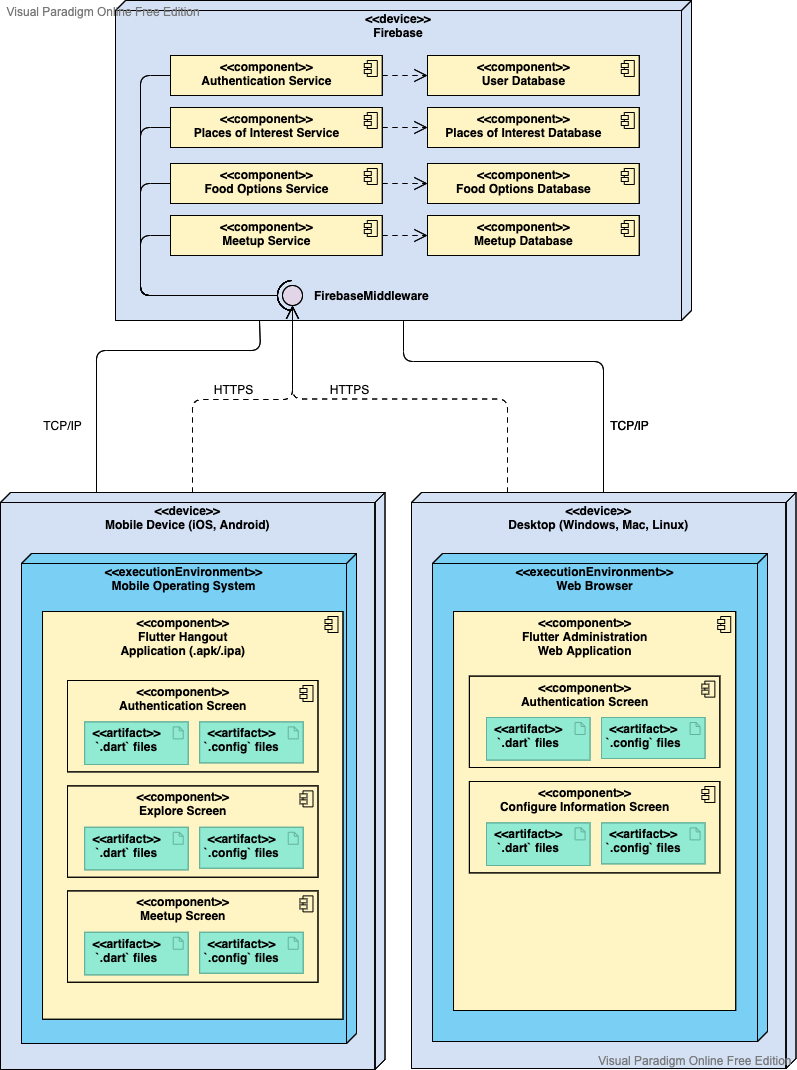 Visual Paradigm Online Free Edition
<<device>>
Firebase
<<component>>
Authentication Service
<<component>>
User Database
<<component>>
Places of Interest Service
<<component>>
Places of Interest Database
<<component>>
Food Options Service
<<component>>
Food Options Database
<<component>>
Meetup Service
<<component>>
Meetup Database
FirebaseMiddleware
HTTPS
HTTPS
TCP/IP
TCP/IP
<<device>>
Mobile Device (iOS, Android)
<<executionEnvironment>>
Mobile Operating System
<<component>>
Flutter Hangout
Application (.apk/.ipa)
<<component>>
Authentication Screen
<<artifact>>
`.dart` files
<<artifact>>
`.config` files
<<component>>
Explore Screen
<<artifact>>
`.dart` files
<<artifact>>
`.config` files
<<component>>
Meetup Screen
<<artifact>>
`.dart` files
<<artifact>>
`.config` files
<<device>>
Desktop (Windows, Mac, Linux)
<<executionEnvironment>>
Web Browser
<<component>>
Flutter Administration
Web Application
<<component>>
Authentication Screen
<<artifact>>
`.dart` files
<<artifact>>
`.config` files
<<component>>
Configure Information Screen
<<artifact>>
`.dart` files
<<artifact>>
`.config` files
Visual Paradigm Online Free Edition